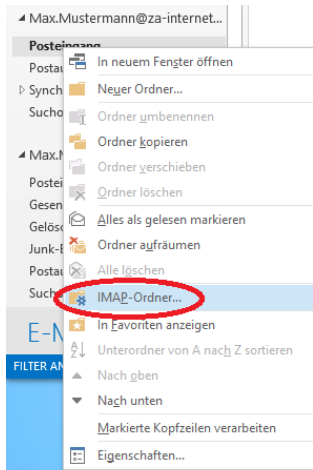 Max.Mustermann@za-internet...
Posteingang
In neuem Fenster öffnen
Neuer Ordner...
Ordner umbenennen
Ordner kopieren
Ordner verschieben
Ordner löschen
Alles als gelesen markieren
Ordner aufräumen
Alle löschen
IMAP-Ordner...
In Favoriten anzeigen
Unterordner von A nach Z sortieren
Nach oben
Nach unten
Markierte Kopfzeilen verarbeiten
Eigenschaften...
Postau
Synch
Sucho
Max.M
Postei
Gesen
Gelös
Junk-E
Postau
Sucho
E-M
FILTER AN